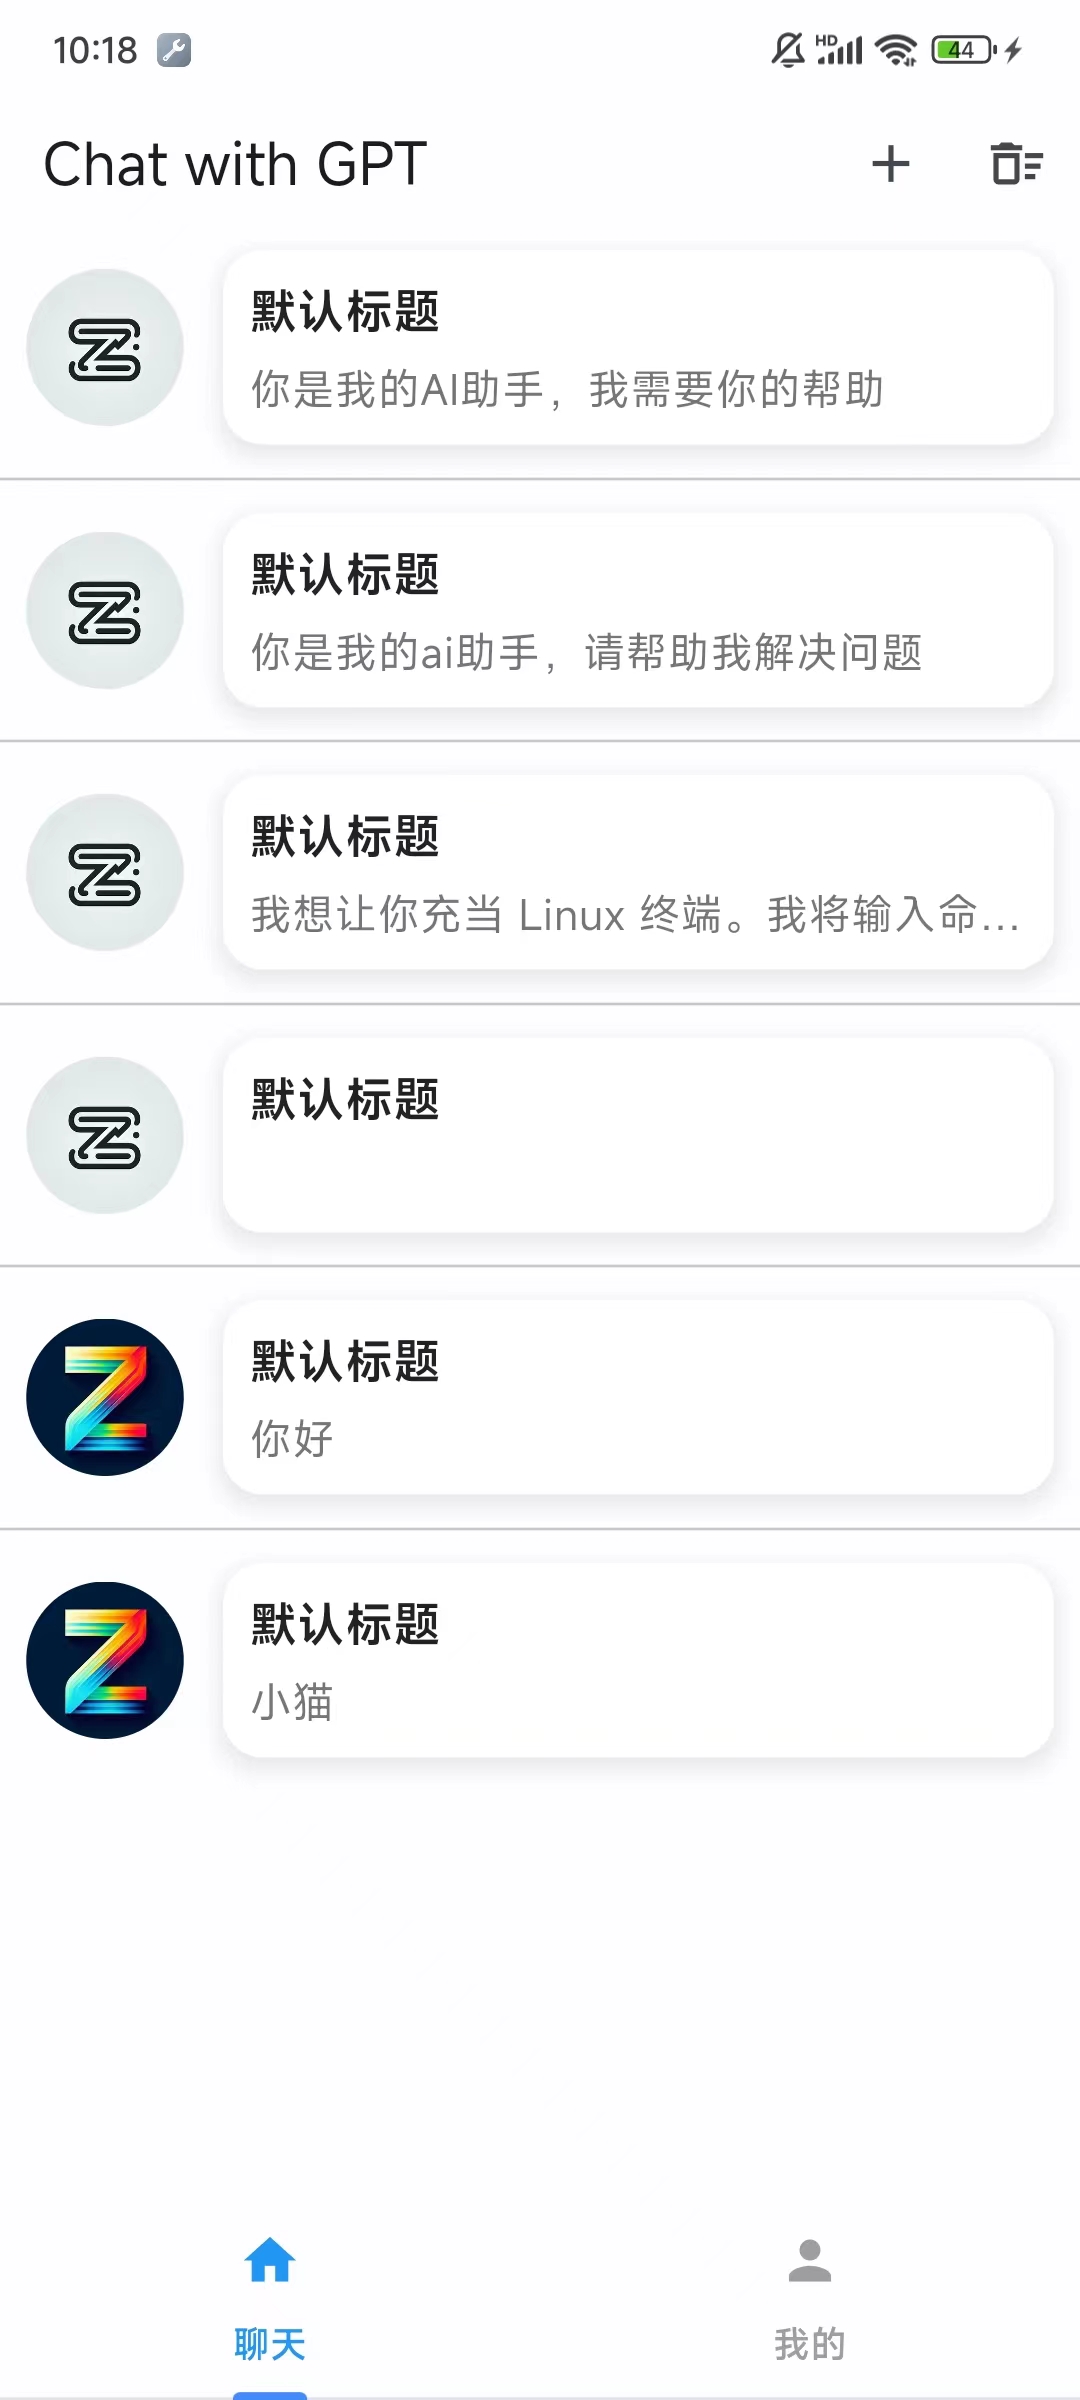 10:18
HD
44
Chat with GPT
默认标题
你是我的AI助手，我需要你的帮助
默认标题
你是我的ai助手，请帮助我解决问题
默认标题
我想让你充当 Linux 终端。我将输入命...
默认标题
默认标题
你好
默认标题
小猫
聊天
我的